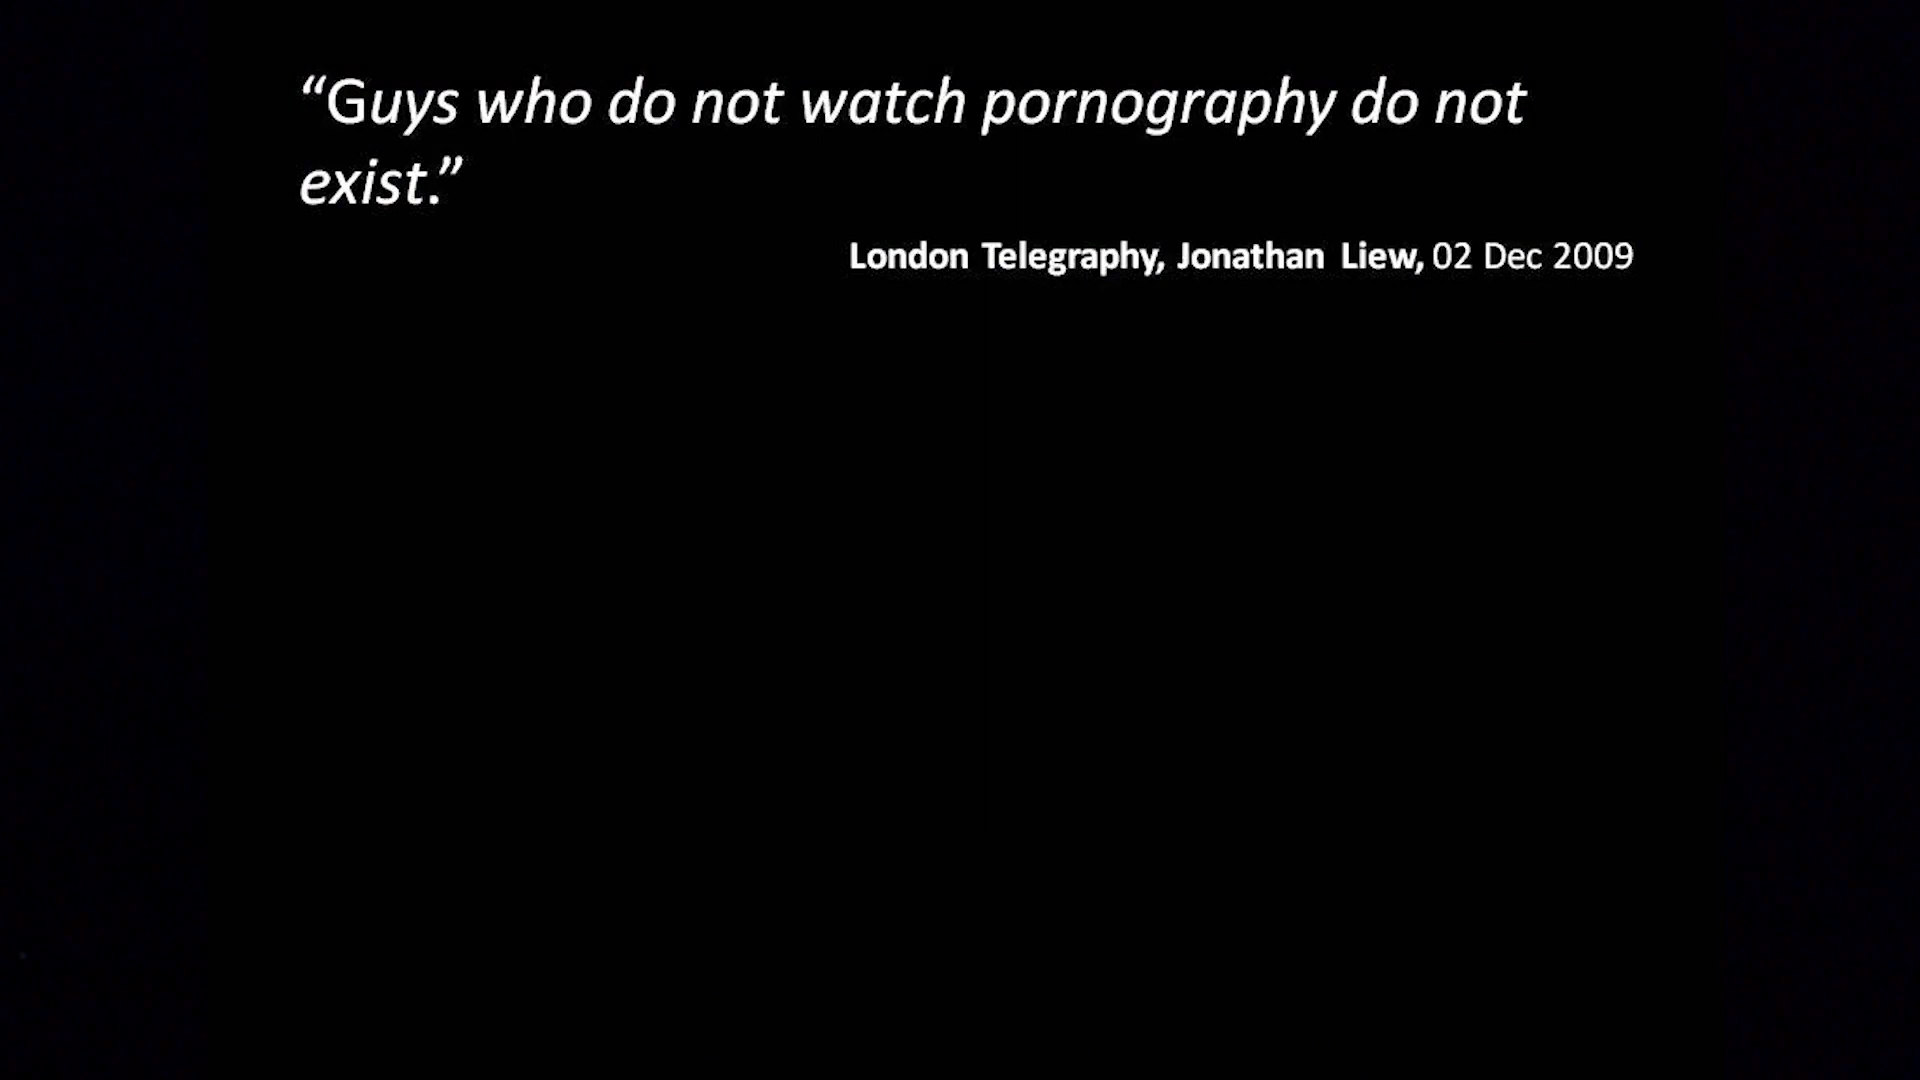 “Guys who do not watch pornography do not
exist.”
London Telegraphy, Jonathan Liew, 02 Dec 2009